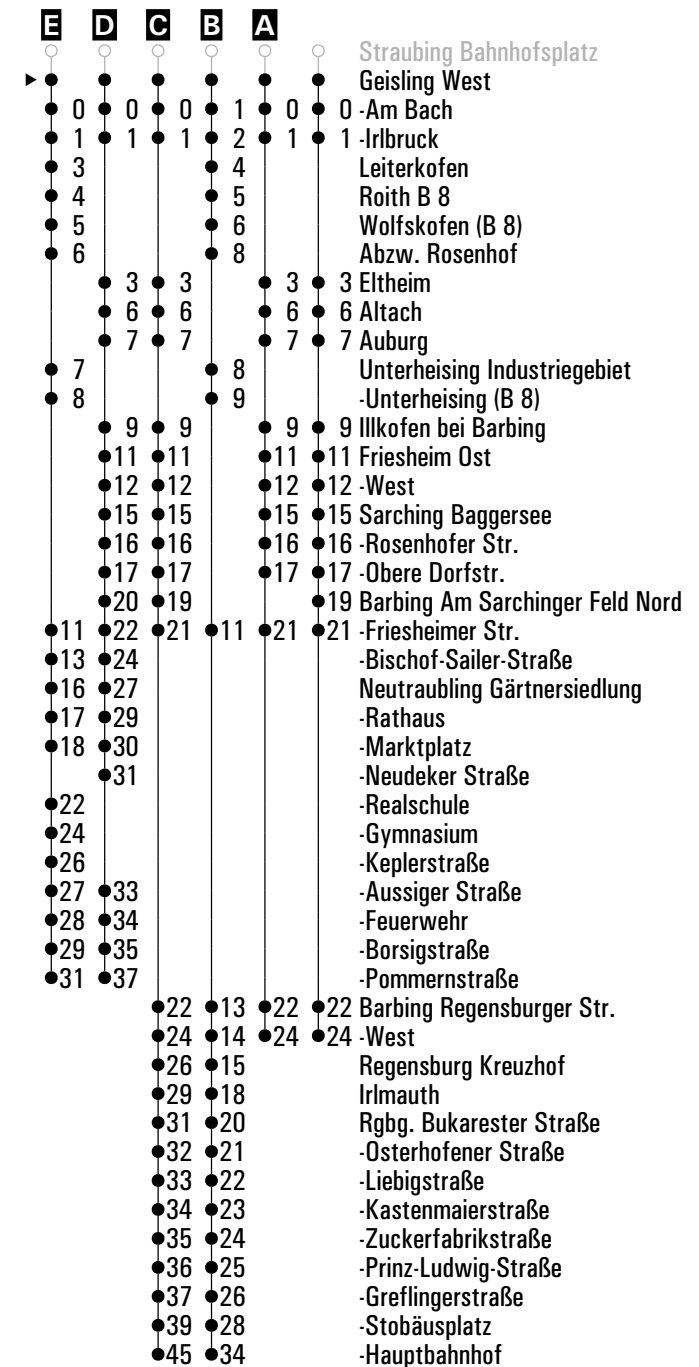 E D C B A
Straubing Bahnhofsplatz
Geisling West
0 0 0 1 0 0 -Am Bach
1 1 1 2 1 1 -Irlbruck
3 4 Leiterkofen
4 5 Roith B 8
5 6 Wolfskofen (B 8)
6 8 Abzw. Rosenhof
3 3 3 3 Eltheim
6 6 6 6 Altach
7 7 7 7 Auburg
7 8 Unterheising Industriegebiet
8 9 -Unterheising (B 8)
9 9 9 9 Illkofen bei Barbing
11 11 11 11 Friesheim Ost
12 12 12 12 -West
15 15 15 15 Sarching Baggersee
16 16 16 16 -Rosenhofer Str.
17 17 17 17 -Obere Dorfstr.
20 19 19 Barbing Am Sarchinger Feld Nord
11 22 21 11 21 21 -Friesheimer Str.
13 24 -Bischof-Sailer-Straße
16 27 Neutraubling Gärtnersiedlung
17 29 -Rathaus
18 30 -Marktplatz
31 -Neudeker Straße
22 -Realschule
24 -Gymnasium
26 -Keplerstraße
27 33 -Aussiger Straße
28 34 -Feuerwehr
29 35 -Borsigstraße
31 37 -Pommernstraße
22 13 22 22 Barbing Regensburger Str.
24 14 24 24 -West
26 15 Regensburg Kreuzhof
29 18 Irlmauth
31 20 Rgbg. Bukarester Straße
32 21 -Osterhofener Straße
33 22 -Liebigstraße
34 23 -Kastenmaierstraße
35 24 -Zuckerfabrikstraße
36 25 -Prinz-Ludwig-Straße
37 26 -Greflingerstraße
39 28 -Stobäusplatz
45 34 -Hauptbahnhof